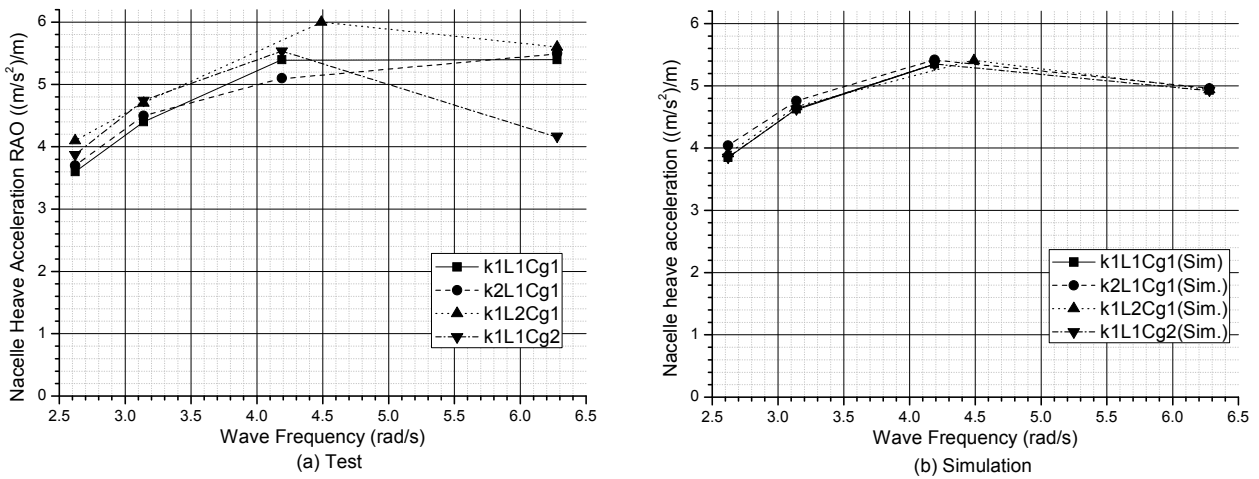 Nacelle Heave Acceleration RAO ((m/s²)/m)
6
5
4
3
2
1
0
k1L1Cg1
k2L1Cg1
k1L2Cg1
k1L1Cg2
2.5 3.0 3.5 4.0 4.5 5.0 5.5 6.0 6.5
Wave Frequency (rad/s)
(a) Test
Nacelle heave acceleration ((m/s²)/m)
6
5
4
3
2
1
0
k1L1Cg1(Sim)
k2L1Cg1(Sim.)
k1L2Cg1(Sim.)
k1L1Cg2(Sim.)
2.5 3.0 3.5 4.0 4.5 5.0 5.5 6.0 6.5
Wave Frequency (rad/s)
(b) Simulation